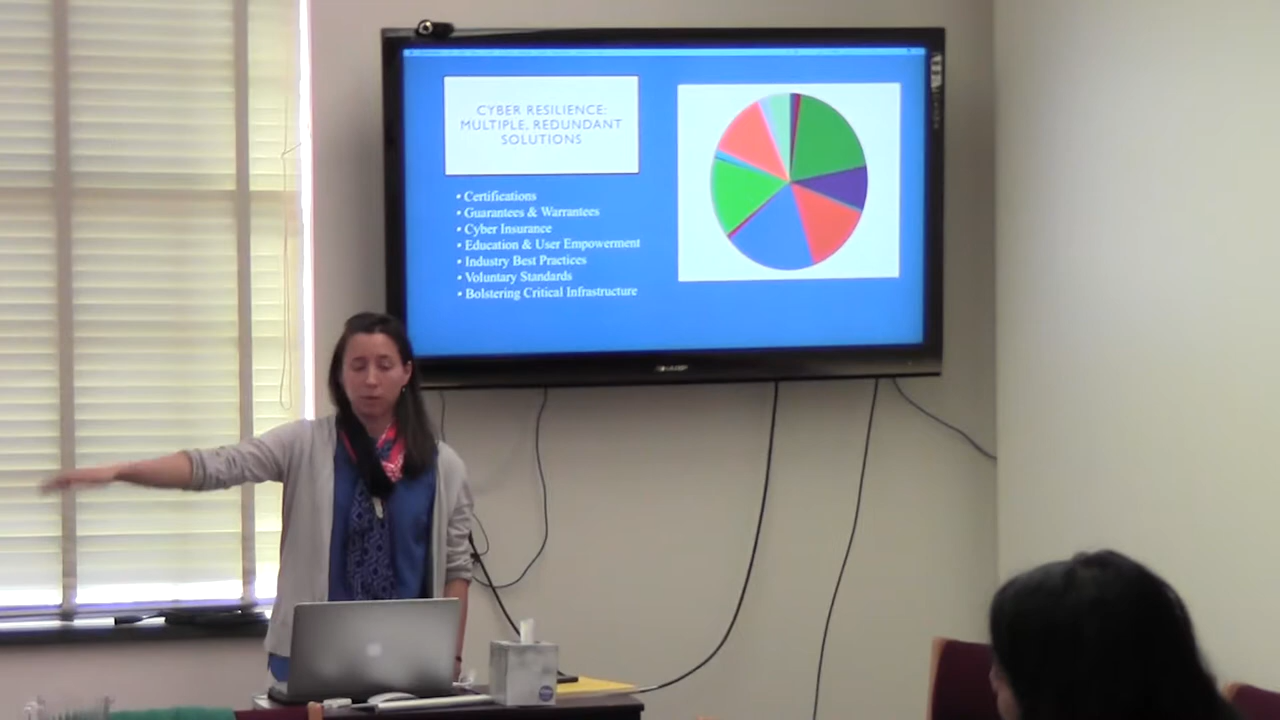 CYBER RESILIENCE:
MULTIPLE, REDUNDANT
SOLUTIONS
• Certifications
• Guarantees & Warrantees
• Cyber Insurance
• Education & User Empowerment
• Industry Best Practices
• Voluntary Standards
• Bolstering Critical Infrastructure
SHARP